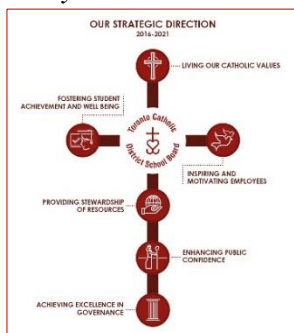 OUR STRATEGIC DIRECTION
2016-2021
LIVING OUR CATHOLIC VALUES
FOSTERING STUDENT
ACHIEVEMENT AND WELL BEING
Toronto Catholic
District School Board
INSPIRING AND
MOTIVATING EMPLOYEES
PROVIDING STEWARDSHIP
OF RESOURCES
ENHANCING PUBLIC
CONFIDENCE
ACHIEVING EXCELLENCE IN
GOVERNANCE